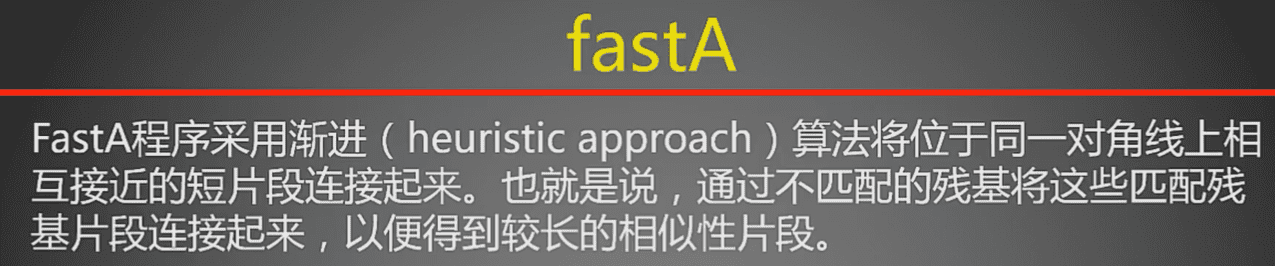 fastA
FastA程序采用渐进（heuristic approach）算法将位于同一对角线上相
互接近的短片段连接起来。也就是说，通过不匹配的残基将这些匹配残
基片段连接起来，以便得到较长的相似性片段。